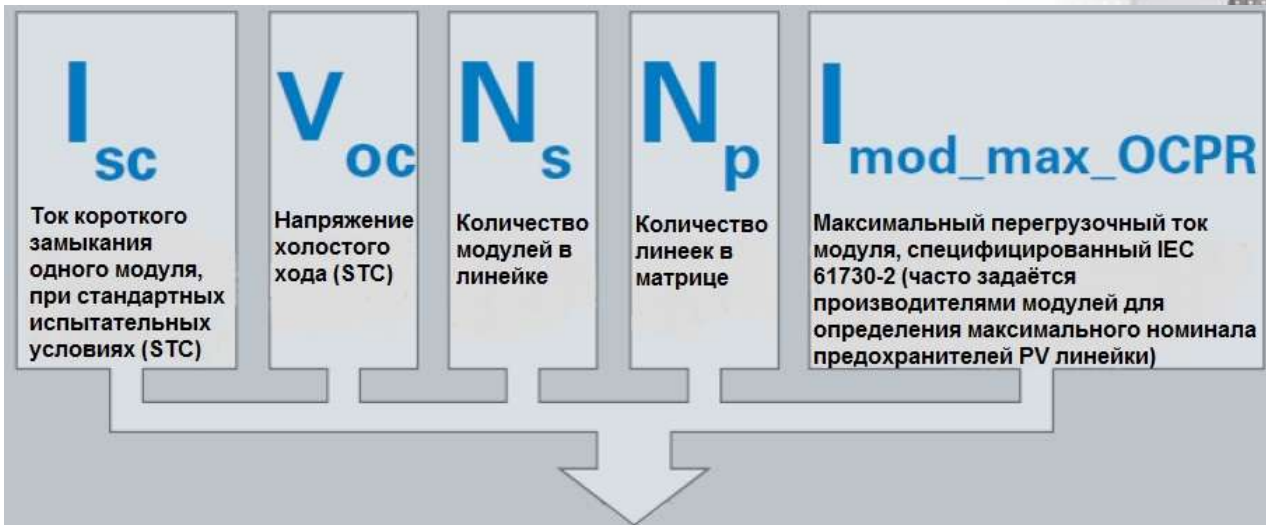 I sc
Ток короткого
замыкания
одного модуля,
при стандартных
испытательных
условиях (STC)
V oc
Напряжение
холостого
хода (STC)
N s
Количество
модулей в
линейке
N p
Количество
линеек в
матрице
I mod_max_OCPR
Максимальный перегрузочный ток
модуля, специфицированный IEC
61730-2 (часто задаётся
производителями модулей для
определения максимального номинала
предохранителей PV линейки)